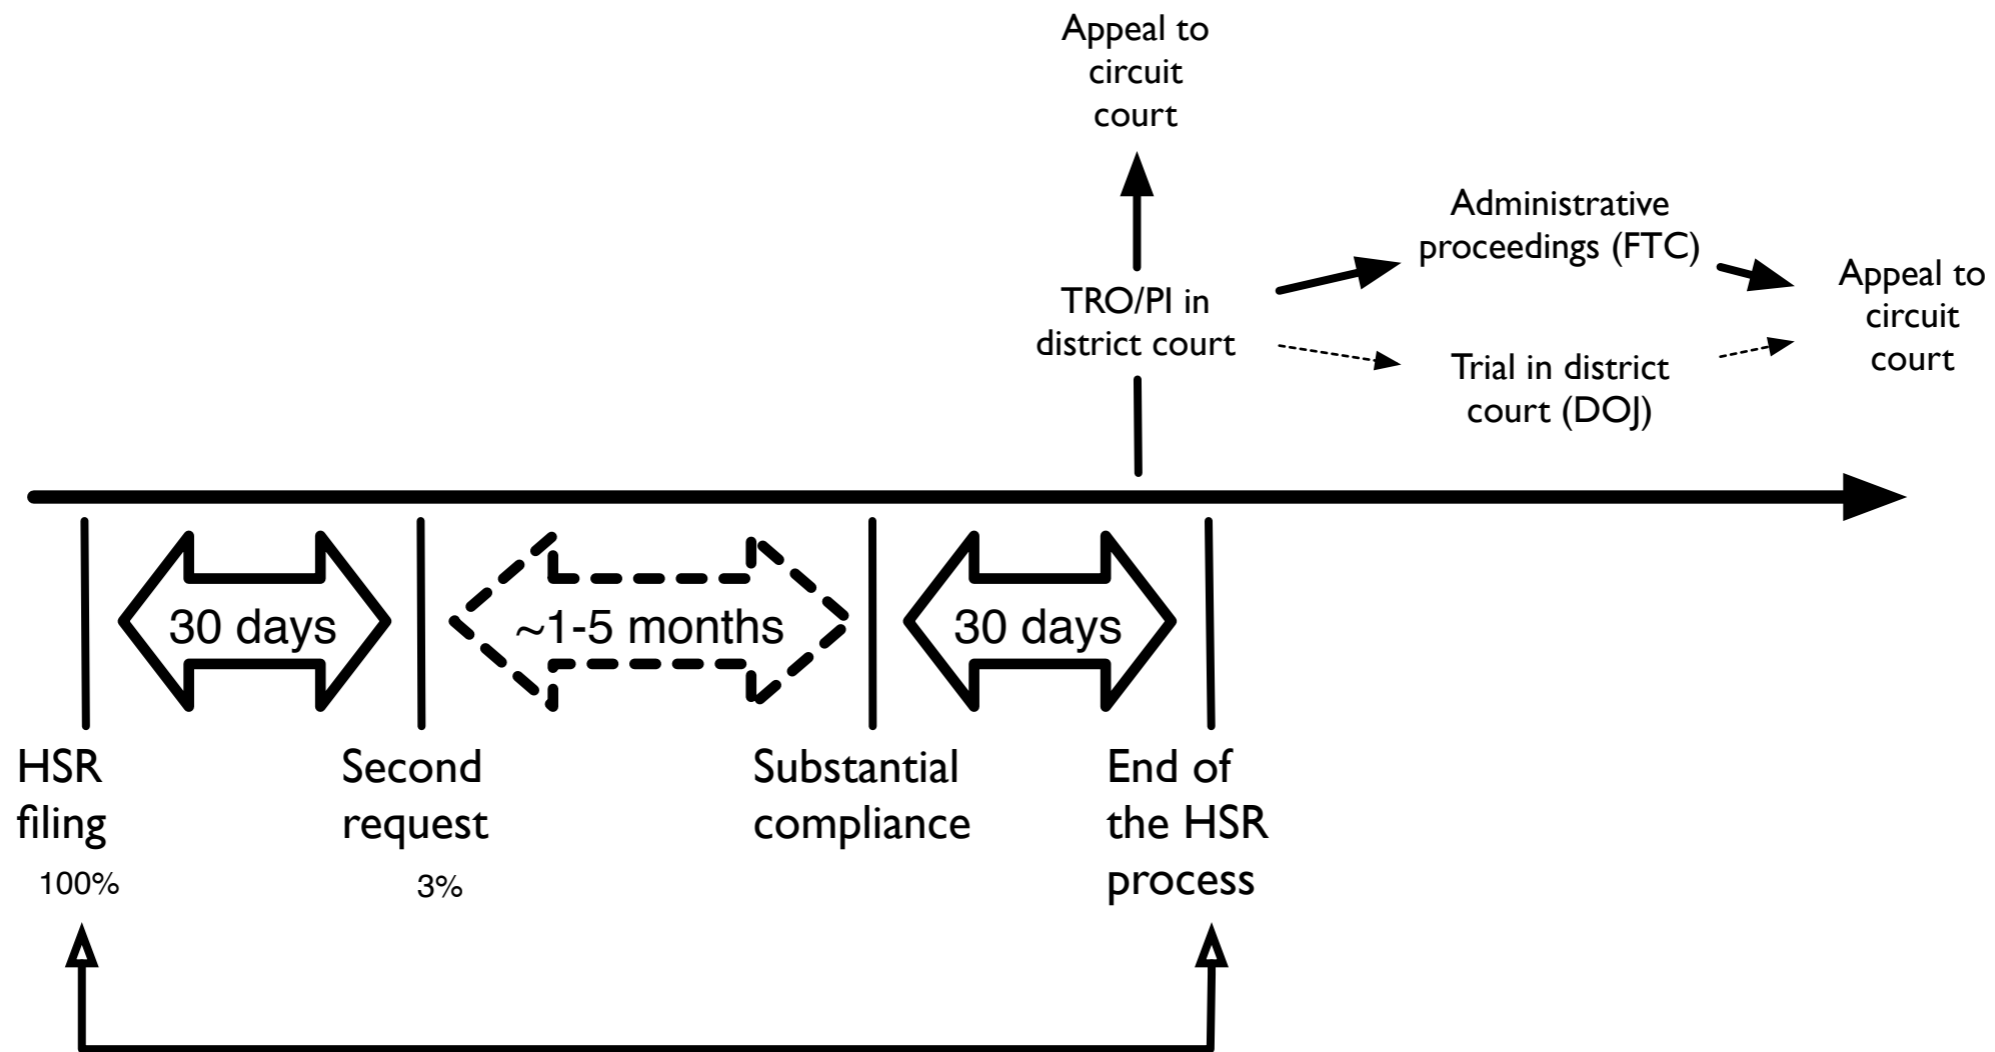 Appeal to
circuit
court
Administrative
proceedings (FTC)
TRO/PI in
district court
Trial in district
court (DOJ)
Appeal to
circuit
court
30 days
~1-5 months
30 days
HSR
filing
100%
Second
request
3%
Substantial
compliance
End of
the HSR
process